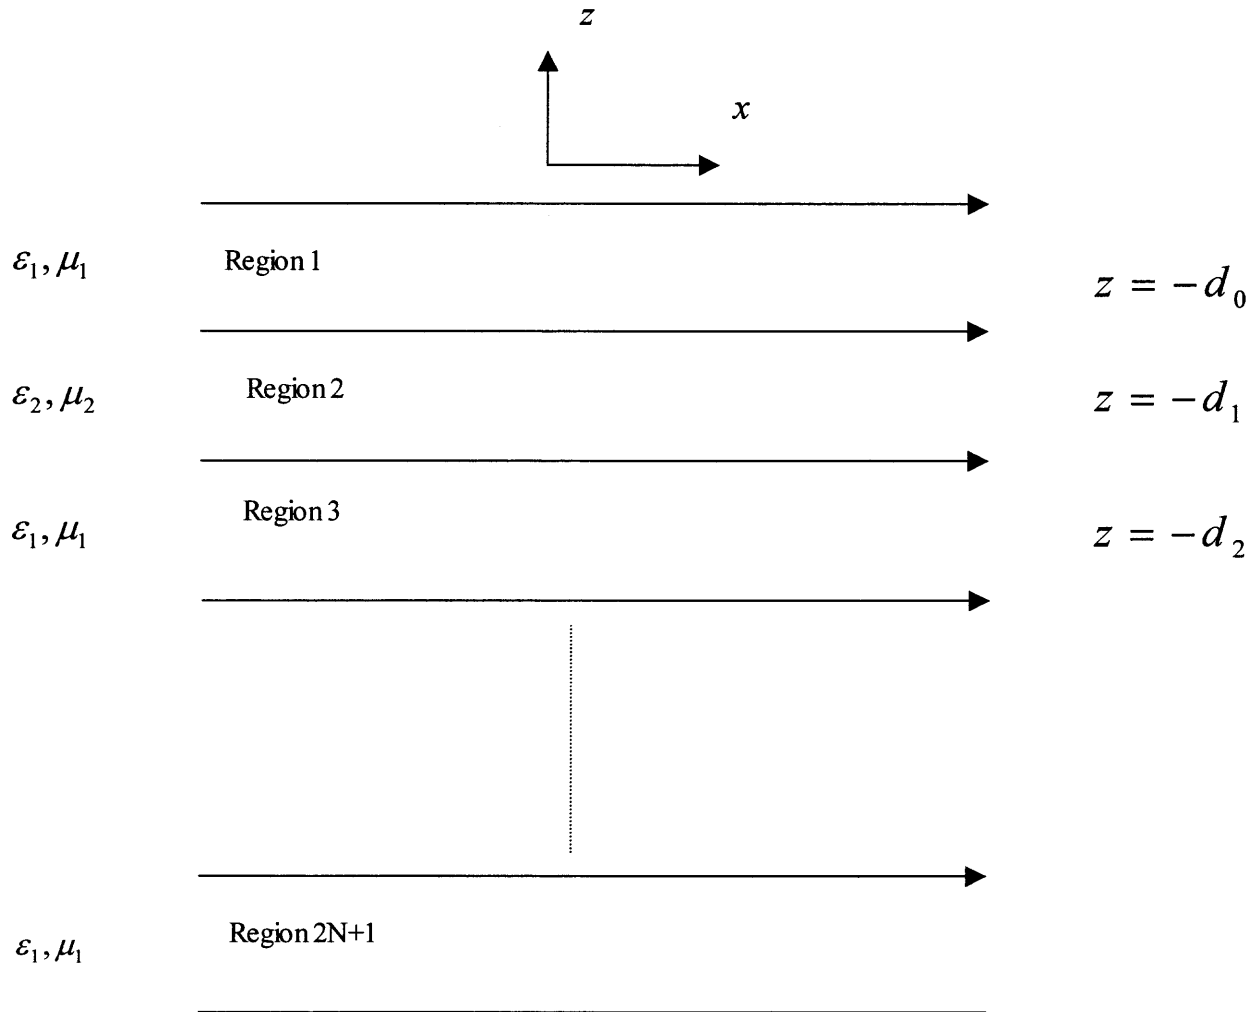 z
x
ε₁, μ₁
Region 1
z = −d₀
ε₂, μ₂
Region 2
z = −d₁
ε₁, μ₁
Region 3
z = −d₂
ε₁, μ₁
Region 2N+1